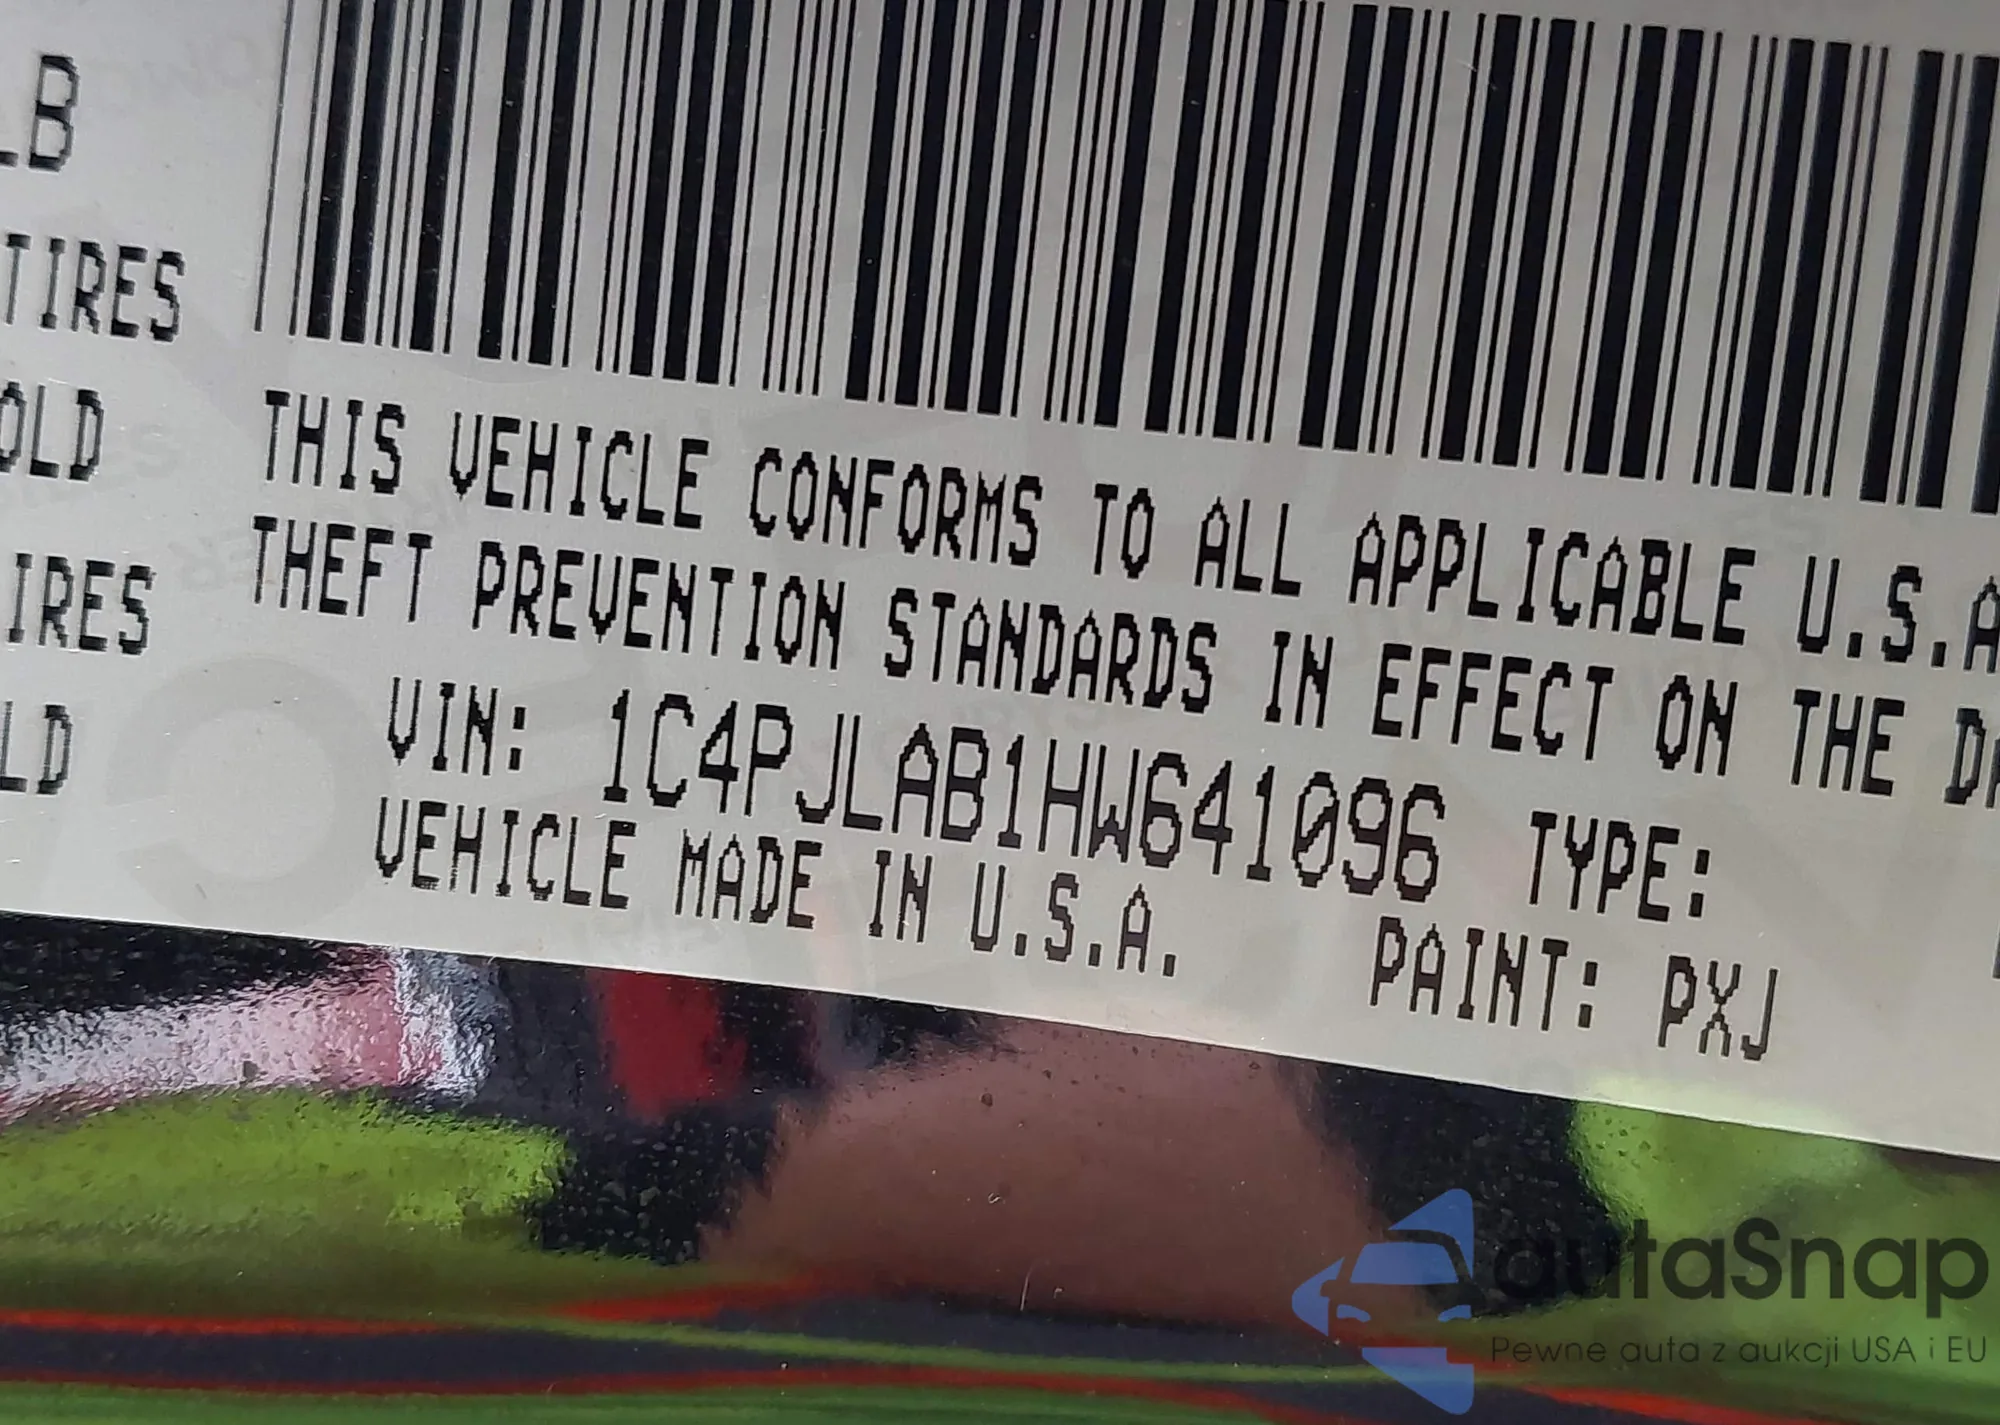 LB
TIRES
OLD
IRES
LD
THIS VEHICLE CONFORMS TO ALL APPLICABLE U.S.A
THEFT PREVENTION STANDARDS IN EFFECT ON THE DA
VIN: 1C4PJLAB1HW641096 TYPE:
VEHICLE MADE IN U.S.A. PAINT: PXJ
autaSnap
Pewne auta z aukcji USA i EU